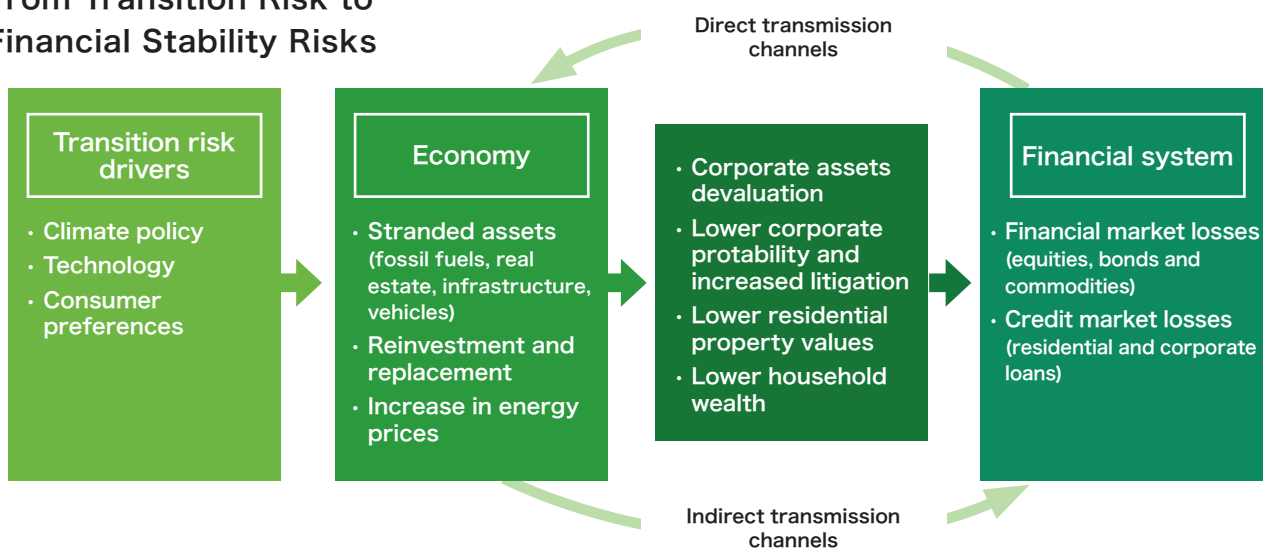 From Transition Risk to
Financial Stability Risks
Direct transmission
channels
Transition risk
drivers
• Climate policy
• Technology
• Consumer
preferences
Economy
• Stranded assets
(fossil fuels, real
estate, infrastructure,
vehicles)
• Reinvestment and
replacement
• Increase in energy
prices
• Corporate assets
devaluation
• Lower corporate
protability and
increased litigation
• Lower residential
property values
• Lower household
wealth
Financial system
• Financial market losses
(equities, bonds and
commodities)
• Credit market losses
(residential and corporate
loans)
Indirect transmission
channels